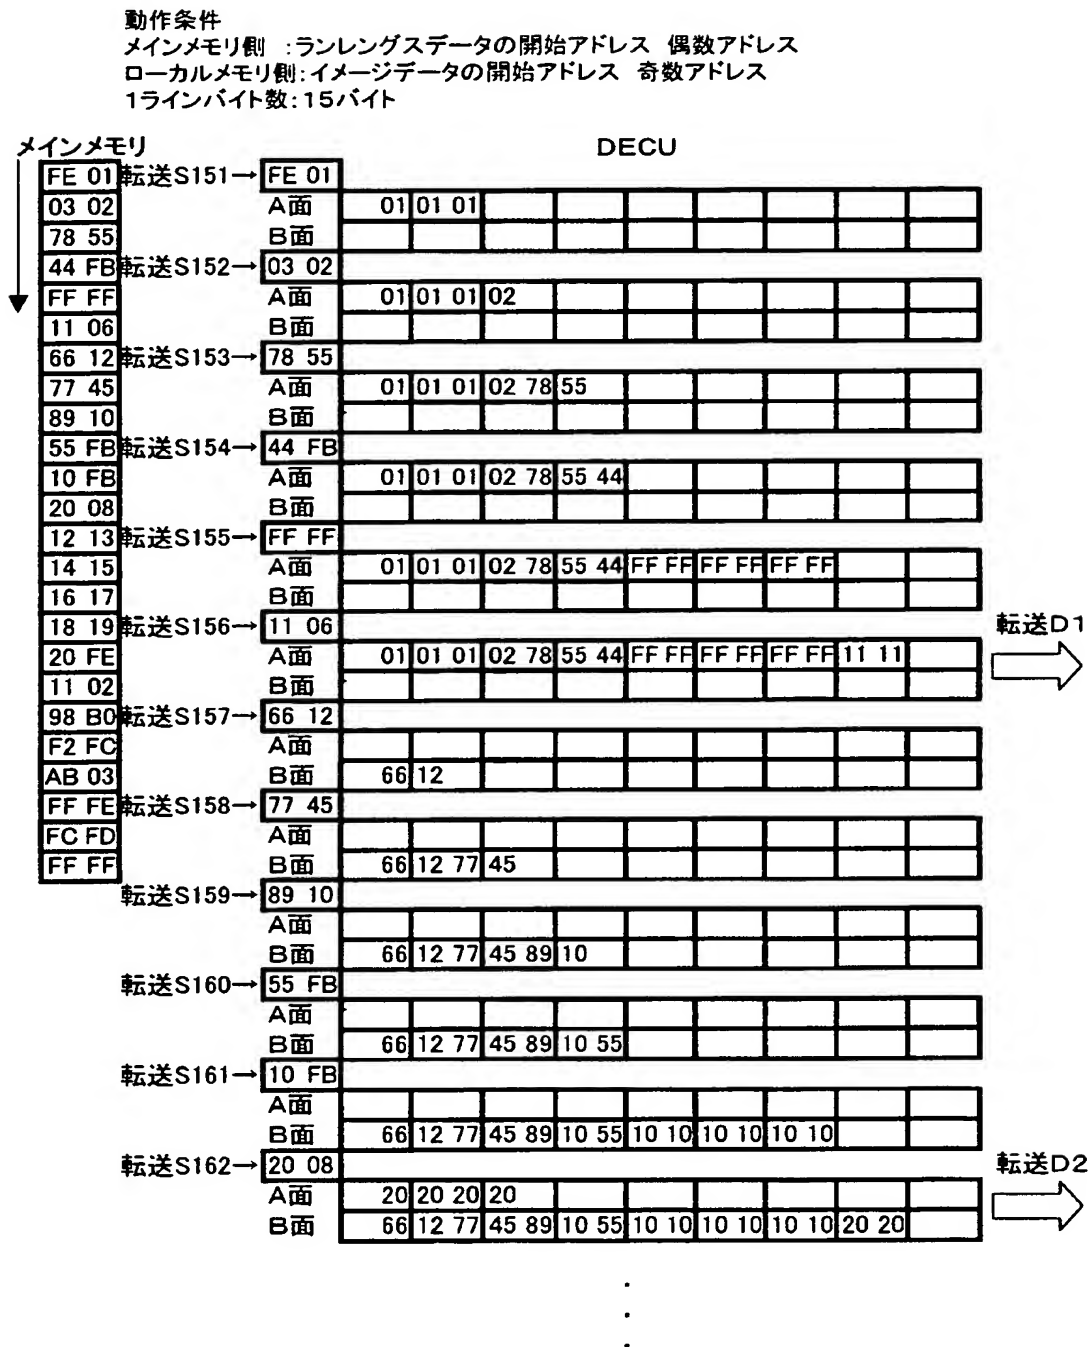 動作条件
メインメモリ側 :ランレングスデータの開始アドレス 偶数アドレス
ローカルメモリ側:イメージデータの開始アドレス 奇数アドレス
1ラインバイト数:15バイト
メインメモリ DECU
FE 01 転送S151→ FE 01
03 02 A面 01 01 01
78 55 B面
44 FB 転送S152→ 03 02
FF FF A面 01 01 01 02
11 06 B面
66 12 転送S153→ 78 55
77 45 A面 01 01 01 02 78 55
89 10 B面
55 FB 転送S154→ 44 FB
10 FB A面 01 01 01 02 78 55 44
20 08 B面
12 13 転送S155→ FF FF
14 15 A面 01 01 01 02 78 55 44 FF FF FF FF FF FF
16 17 B面
18 19 転送S156→ 11 06 転送D1
20 FE A面 01 01 01 02 78 55 44 FF FF FF FF FF FF 11 11
11 02 B面
98 B0 転送S157→ 66 12
F2 FC A面
AB 03 B面 66 12
FF FE 転送S158→ 77 45
FC FD A面
FF FF B面 66 12 77 45
転送S159→ 89 10
A面
B面 66 12 77 45 89 10
転送S160→ 55 FB
A面
B面 66 12 77 45 89 10 55
転送S161→ 10 FB
A面
B面 66 12 77 45 89 10 55 10 10 10 10 10 10
転送S162→ 20 08 転送D2
A面 20 20 20 20
B面 66 12 77 45 89 10 55 10 10 10 10 10 10 20 20